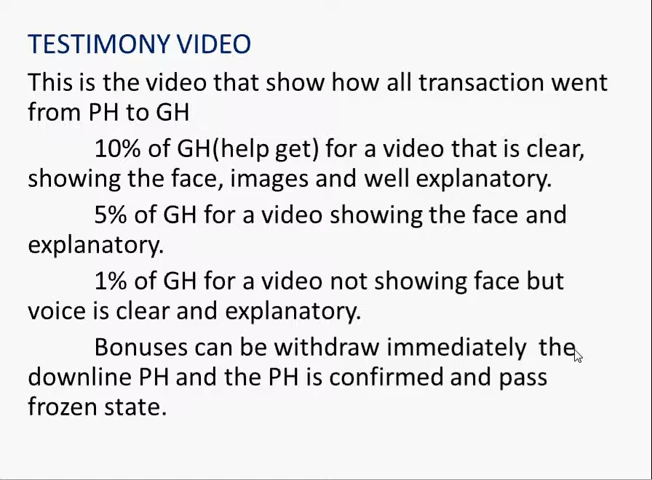 TESTIMONY VIDEO
This is the video that show how all transaction went
from PH to GH
10% of GH(help get) for a video that is clear,
showing the face, images and well explanatory.
5% of GH for a video showing the face and
explanatory.
1% of GH for a video not showing face but
voice is clear and explanatory.
Bonuses can be withdraw immediately the
downline PH and the PH is confirmed and pass
frozen state.